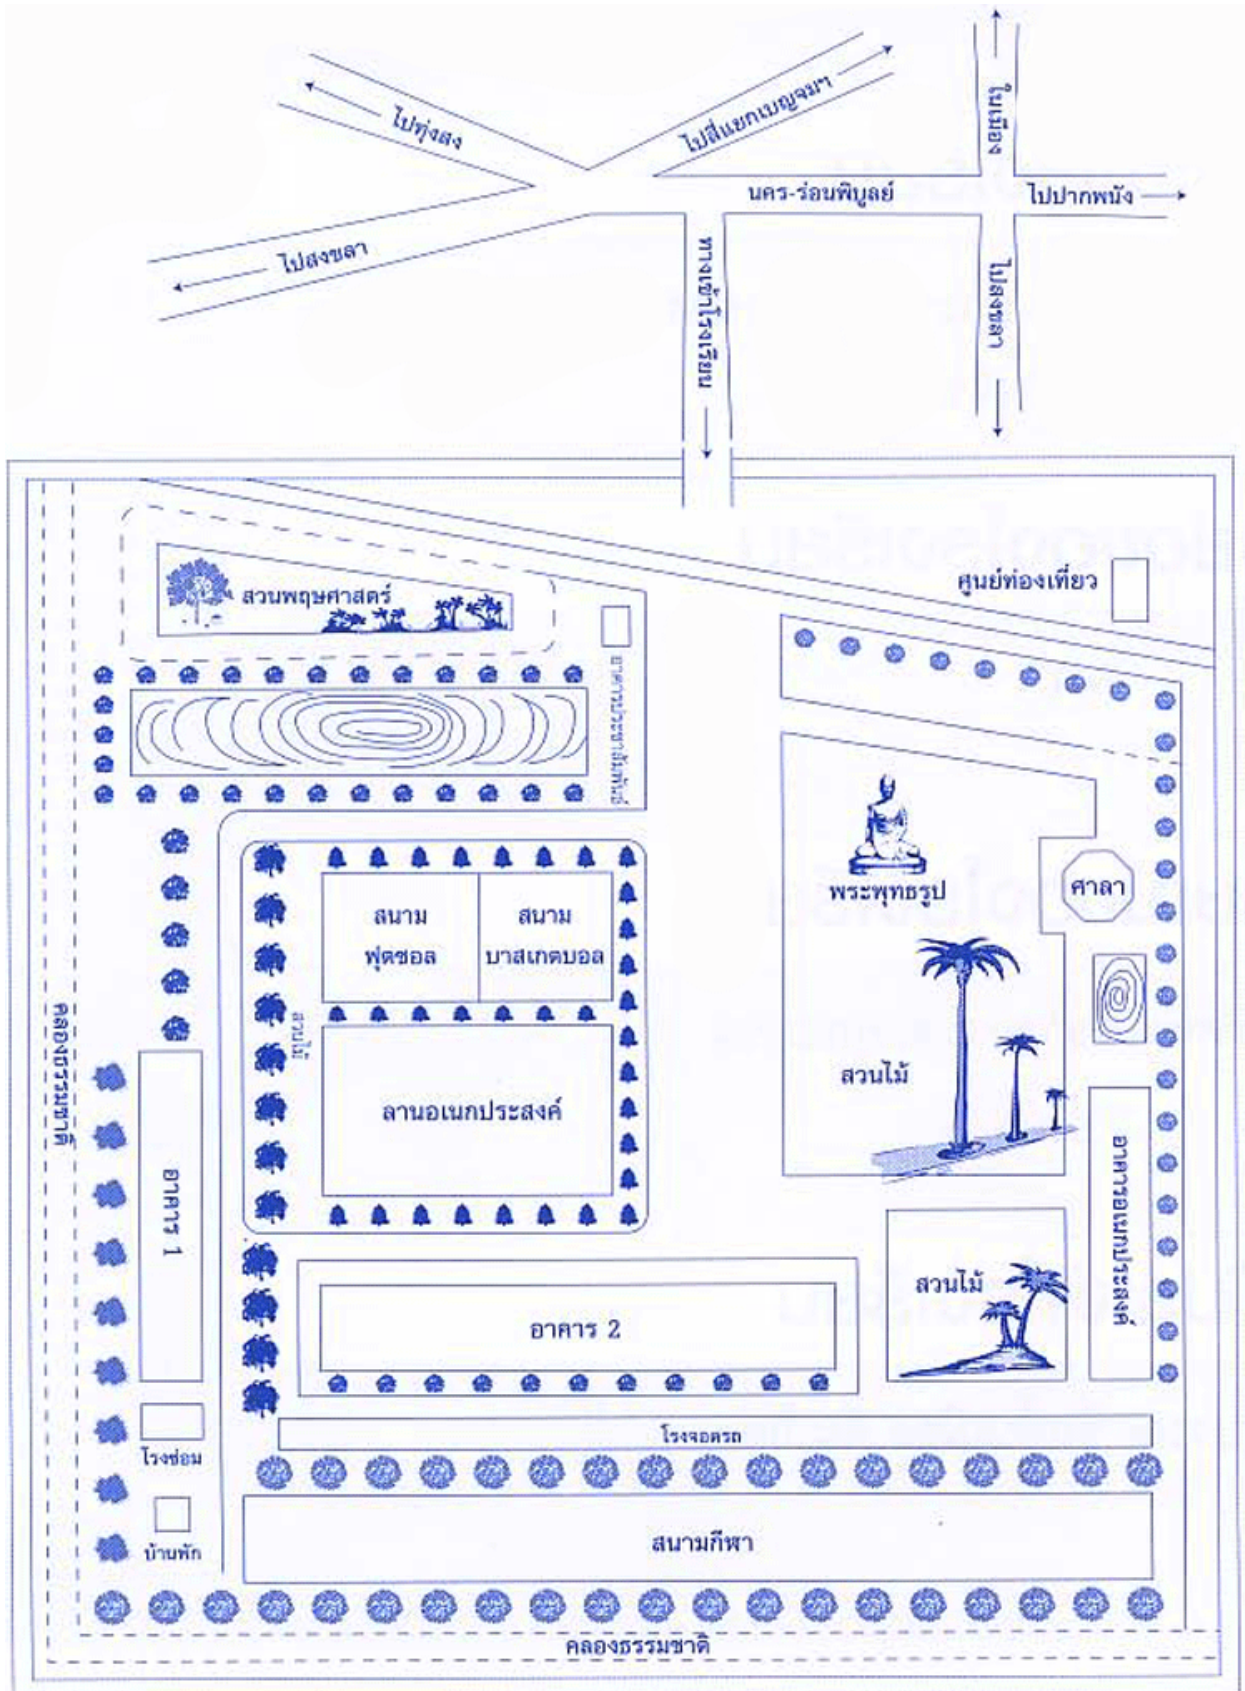 ไปทุ่งสง
ไปสี่แยกเบญจมฯ
ในเมือง
นคร-ร่อนพิบูลย์
ไปปากพนัง
ไปสงขลา
ทางเข้าโรงเรียน
ไปสงขลา
ศูนย์ท่องเที่ยว
สวนพฤษศาสตร์
อาคารประชาสัมพันธ์
พระพุทธรูป
ศาลา
สนาม
ฟุตซอล
สนาม
บาสเกตบอล
คลองธรรมชาติ
สวนไม้
สวนไม้
ลานอเนกประสงค์
อาคาร 1
อาคารอเนกประสงค์
สวนไม้
อาคาร 2
โรงจอดรถ
โรงซ่อม
สนามกีฬา
บ้านพัก
คลองธรรมชาติ